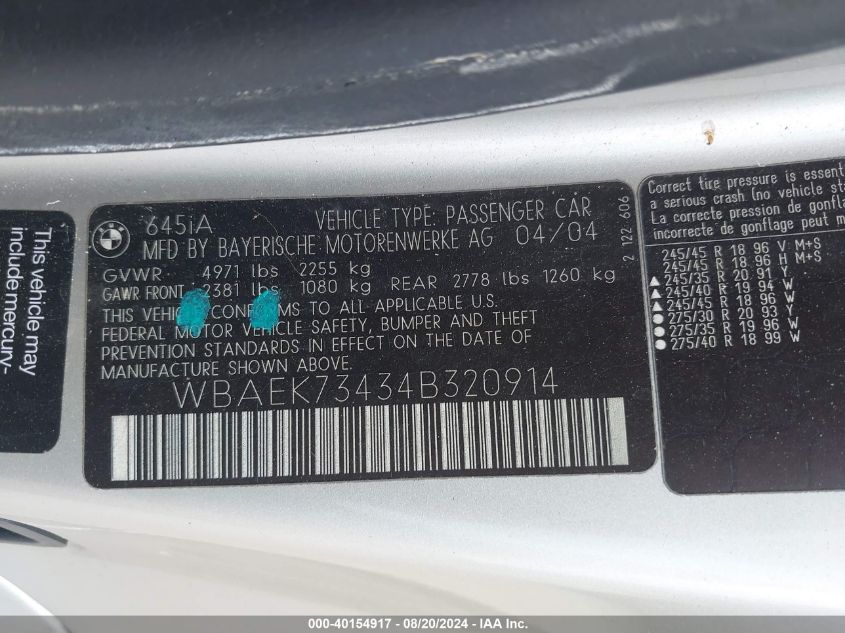 This vehicle may
include mercury-
645iA VEHICLE TYPE: PASSENGER CAR
MFD BY BAYERISCHE MOTORENWERKE AG 04/04
GVWR 4971 lbs 2255 kg
GAWR FRONT 2381 lbs 1080 kg REAR 2778 lbs 1260 kg
THIS VEHICLE CONFORMS TO ALL APPLICABLE U.S.
FEDERAL MOTOR VEHICLE SAFETY, BUMPER AND THEFT
PREVENTION STANDARDS IN EFFECT ON THE DATE OF
MANUFACTURE SHOWN ABOVE.
WBAEK73434B320914
2 122 606
Correct tire pressure is essent
a serious crash (no vehicle st
La correcte pression de gonfla
incorrecte de gonflage peut m
245/45 R 18 96 V M+S
245/45 R 18 96 H M+S
245/35 R 20 91 Y
245/40 R 19 94 W
245/45 R 18 96 W
275/30 R 20 93 Y
275/35 R 19 96 W
275/40 R 18 99 W
000-40154917 | 08/20/2024 | IAA Inc.